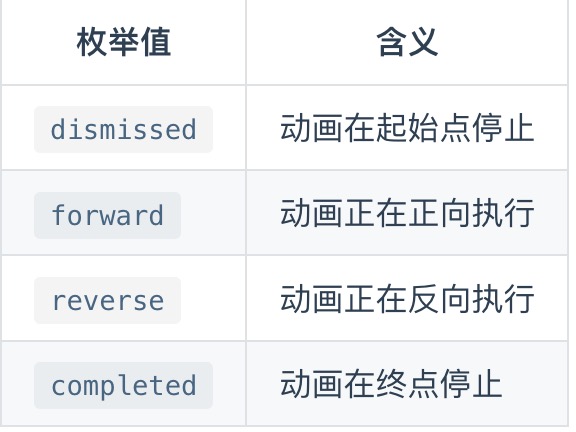 枚举值 含义
dismissed 动画在起始点停止
forward 动画正在正向执行
reverse 动画正在反向执行
completed 动画在终点停止